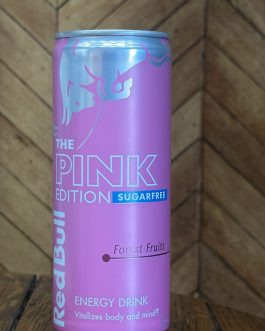 THE
PINK
EDITION SUGARFREE
Forest Fruits
Red Bull
ENERGY DRINK
Vitalizes body and mind®